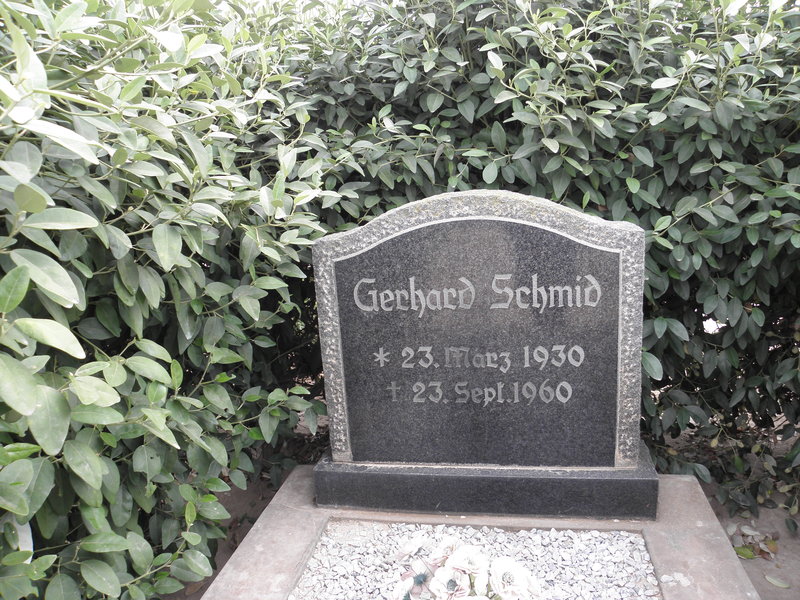 Gerhard Schmid
* 23. März 1930
† 23. Sept. 1960